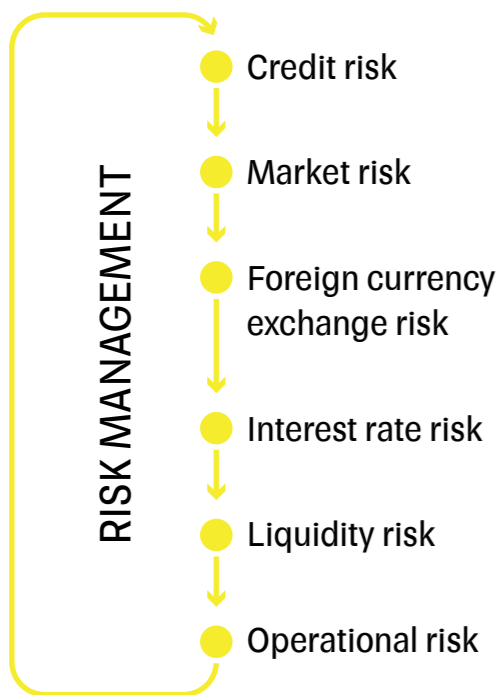 RISK MANAGEMENT
Credit risk
Market risk
Foreign currency
exchange risk
Interest rate risk
Liquidity risk
Operational risk